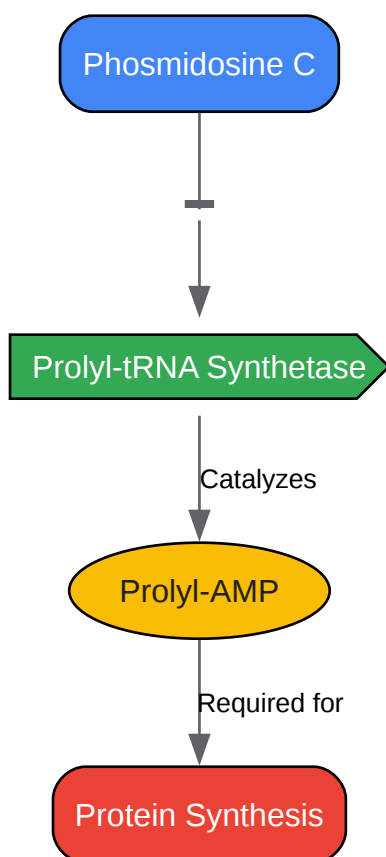 Phosmidosine C
Prolyl-tRNA Synthetase
Catalyzes
Prolyl-AMP
Required for
Protein Synthesis